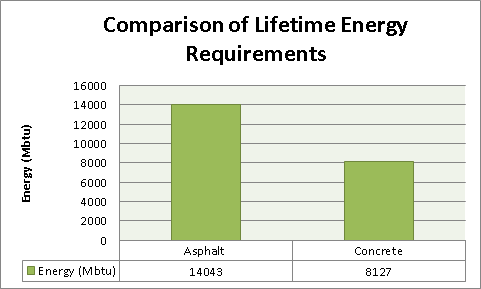 Comparison of Lifetime Energy
Requirements
Energy (Mbtu)
16000
14000
12000
10000
8000
6000
4000
2000
0
Asphalt Concrete
Energy (Mbtu) 14043 8127